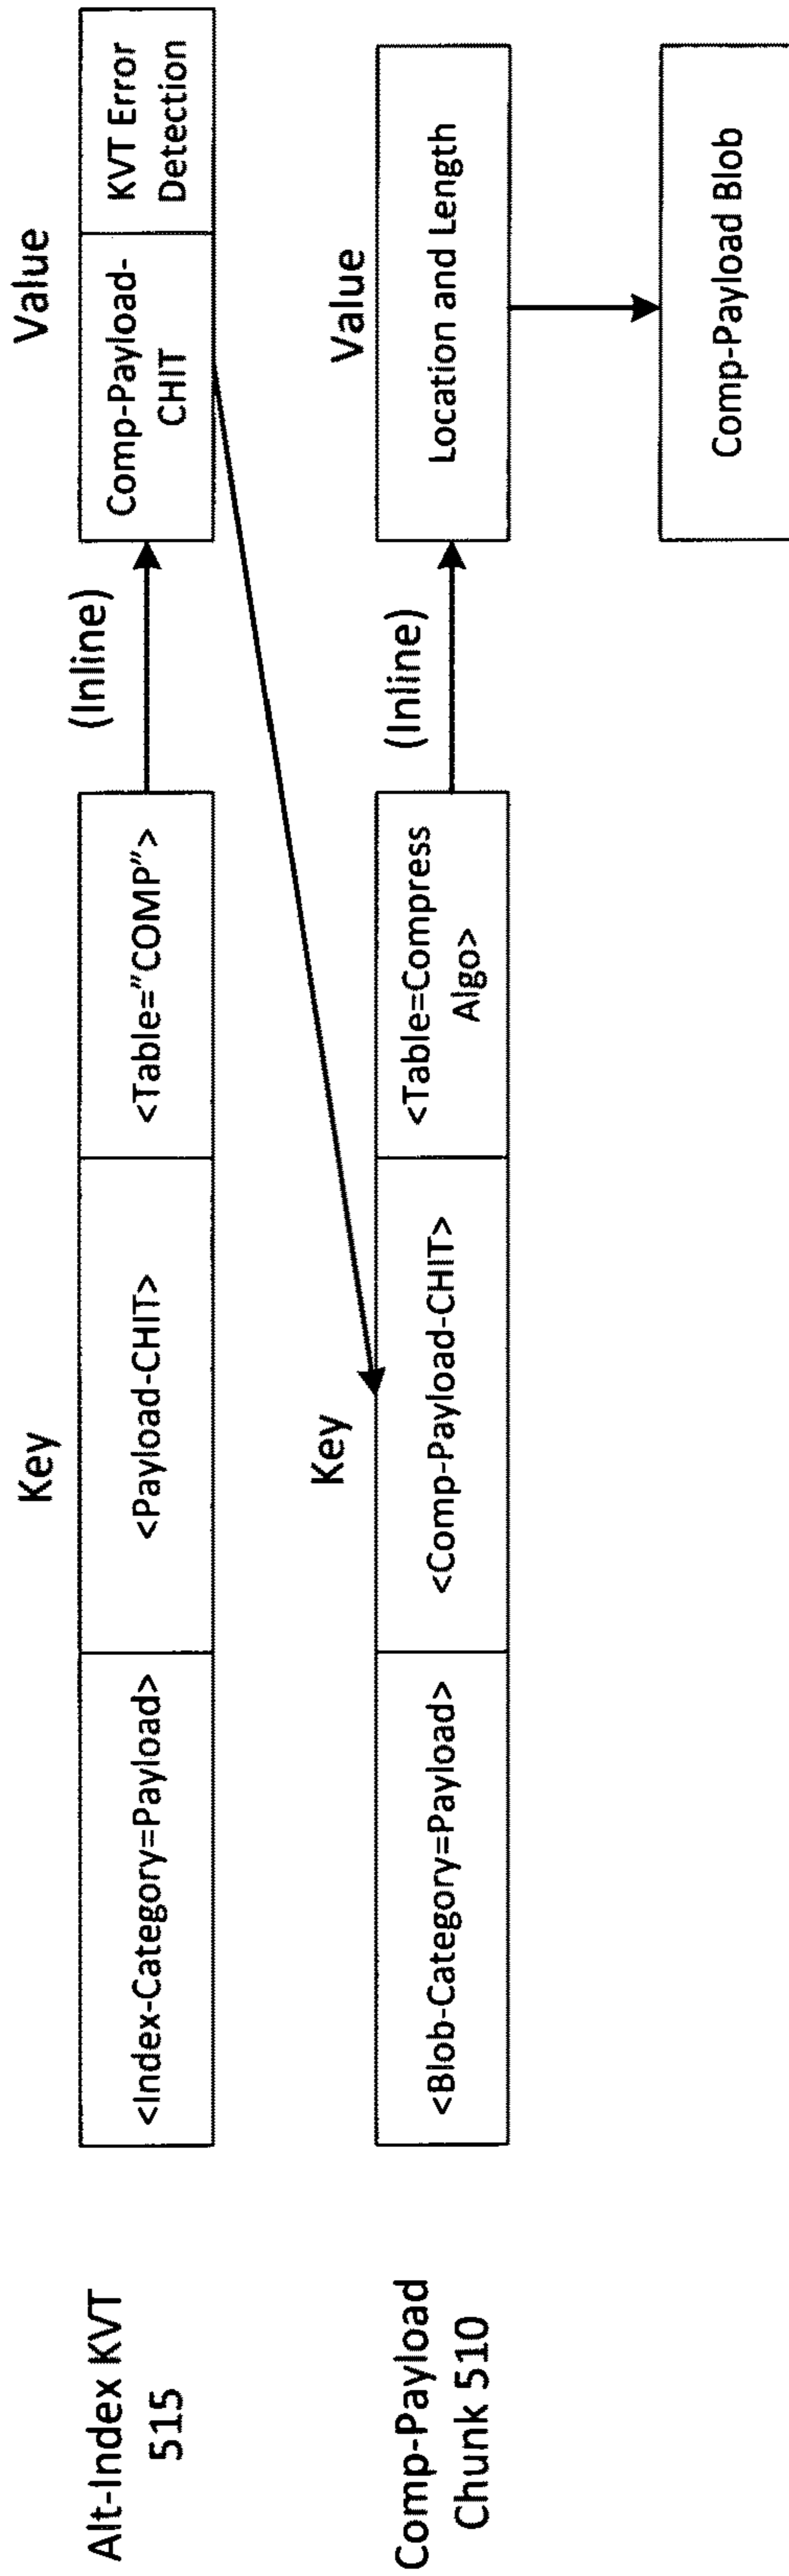 Key
Value
Alt-Index KVT
515
<Index-Category=Payload>
<Payload-CHIT>
<Table="COMP">
(Inline)
Comp-Payload-
CHIT
KVT Error
Detection
Key
Value
Comp-Payload
Chunk 510
<Blob-Category=Payload>
<Comp-Payload-CHIT>
<Table=Compress
Algo>
(Inline)
Location and Length
Comp-Payload Blob